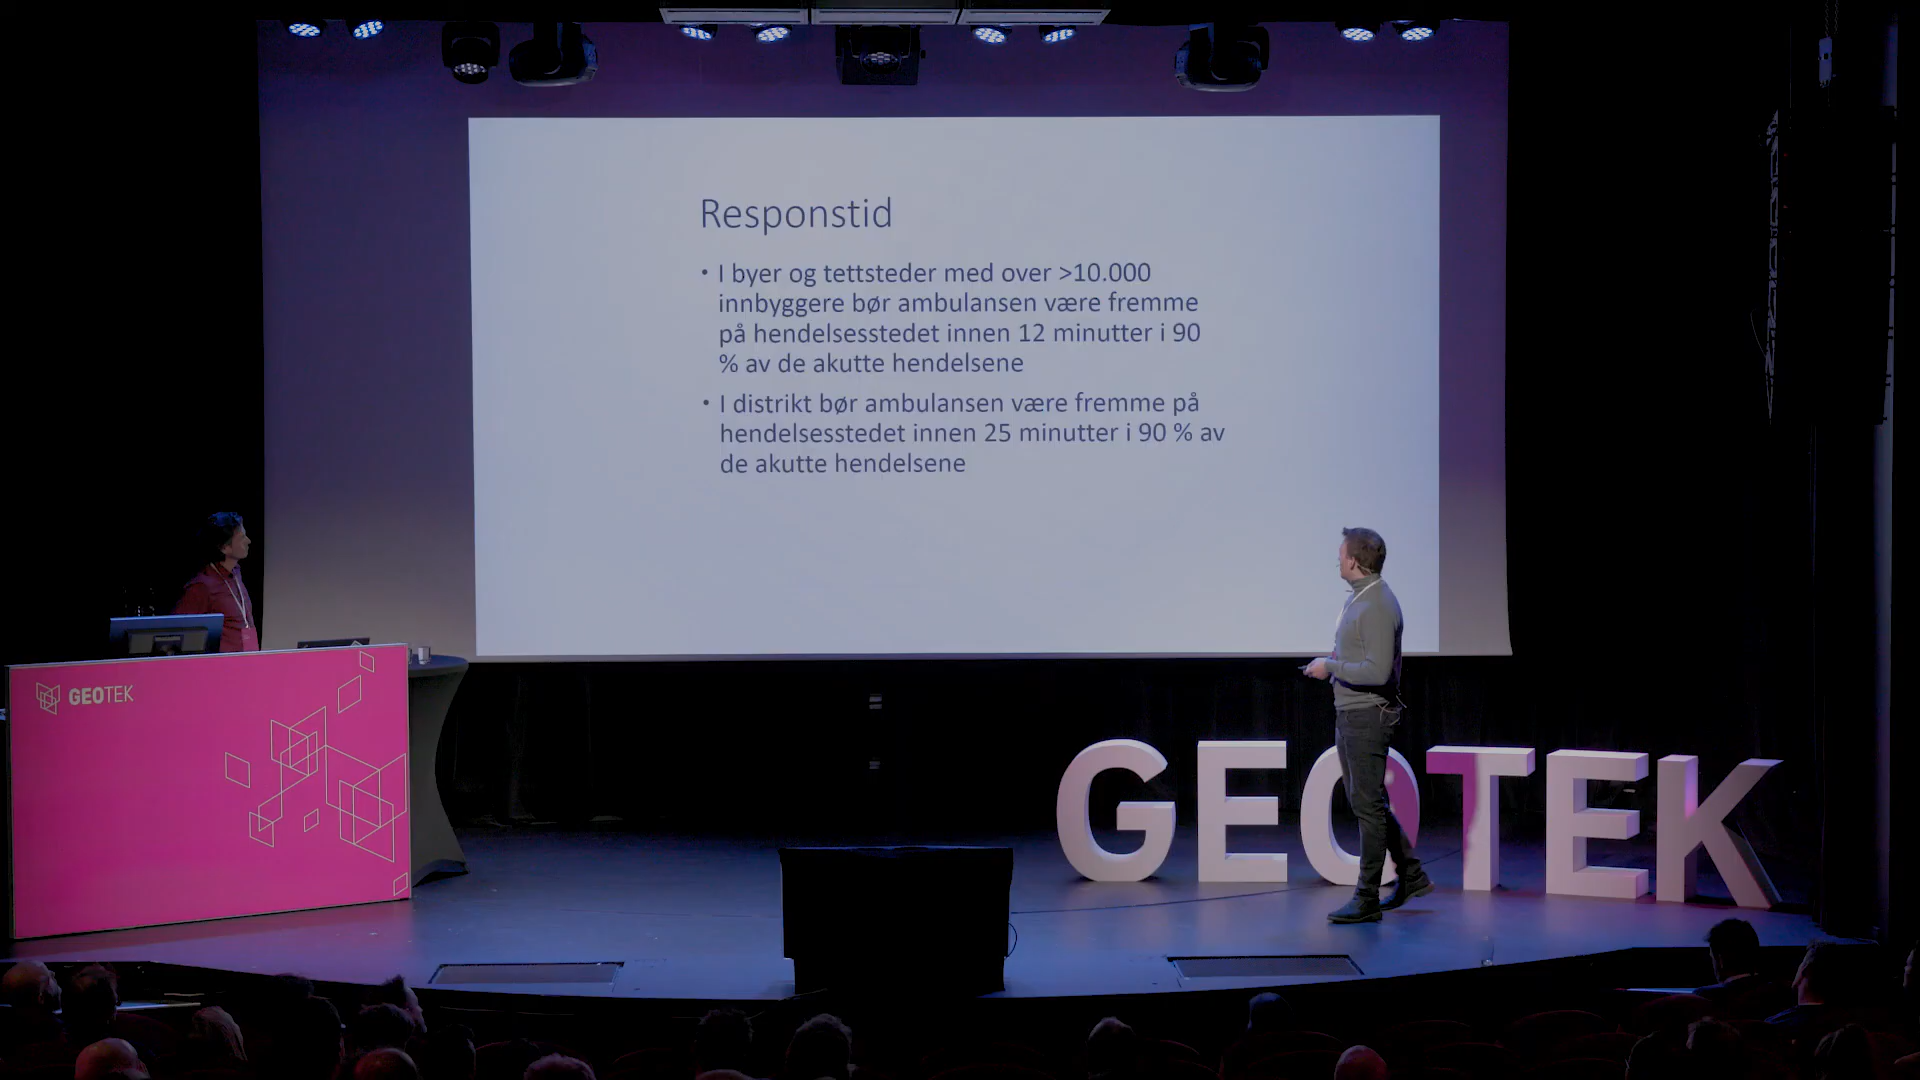 Responstid
• I byer og tettsteder med over >10.000
innbyggere bør ambulansen være fremme
på hendelsesstedet innen 12 minutter i 90
% av de akutte hendelsene
• I distrikt bør ambulansen være fremme på
hendelsesstedet innen 25 minutter i 90 % av
de akutte hendelsene
GEOTEK
GEOTEK